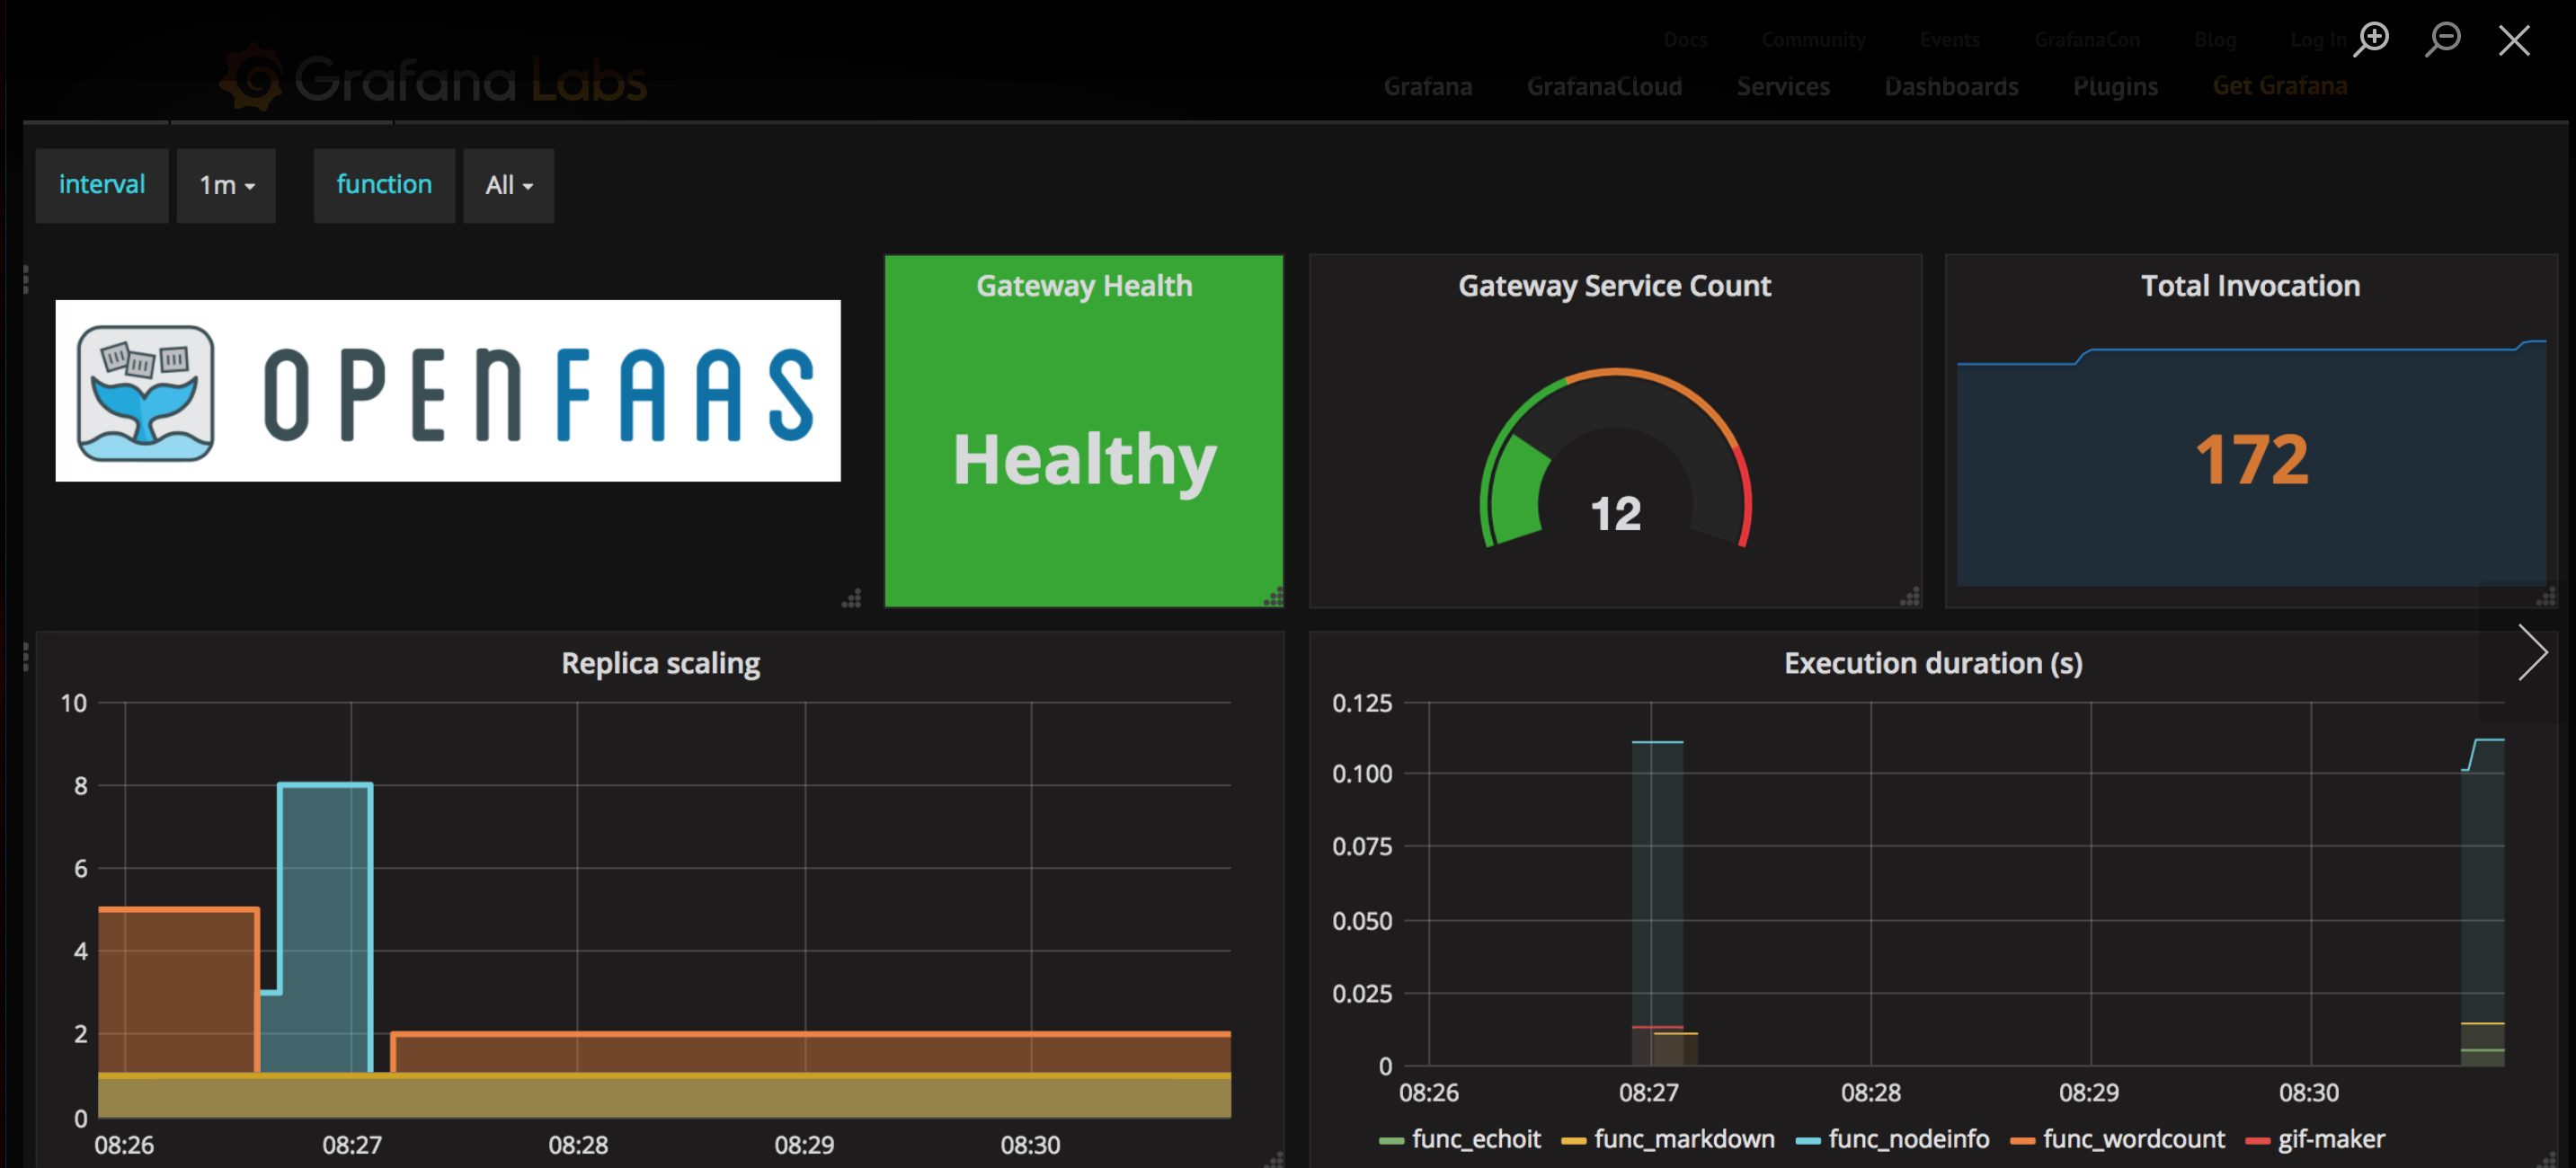 Docs Community Events GrafanaCon Blog Log In
Grafana Labs
Grafana GrafanaCloud Services Dashboards Plugins Get Grafana
interval 1m function All
OPENFAAS
Gateway Health
Healthy
Gateway Service Count
12
Total Invocation
172
Replica scaling
10
8
6
4
2
0
08:26 08:27 08:28 08:29 08:30
Execution duration (s)
0.125
0.100
0.075
0.050
0.025
0
08:26 08:27 08:28 08:29 08:30
func_echoit func_markdown func_nodeinfo func_wordcount gif-maker